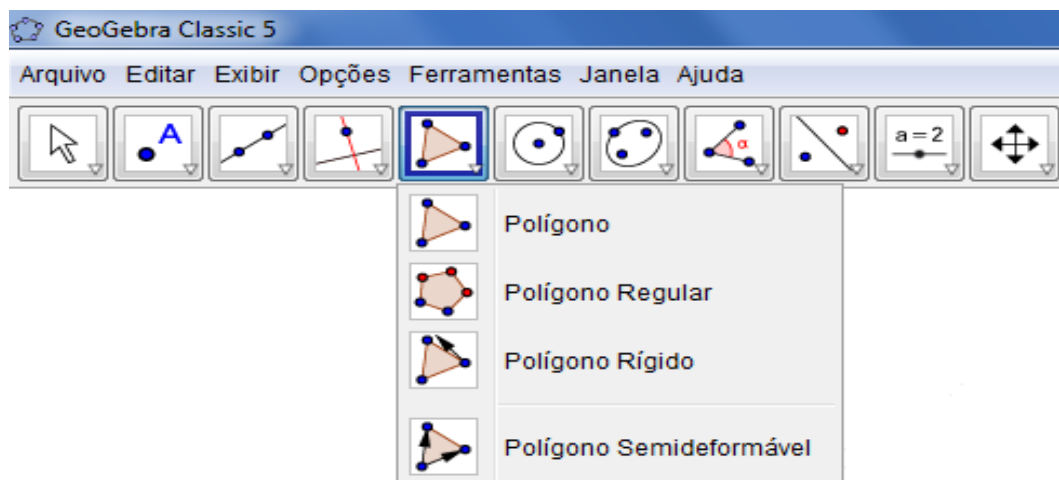 GeoGebra Classic 5
Arquivo Editar Exibir Opções Ferramentas Janela Ajuda
A α a = 2
Polígono
Polígono Regular
Polígono Rígido
Polígono Semideformável